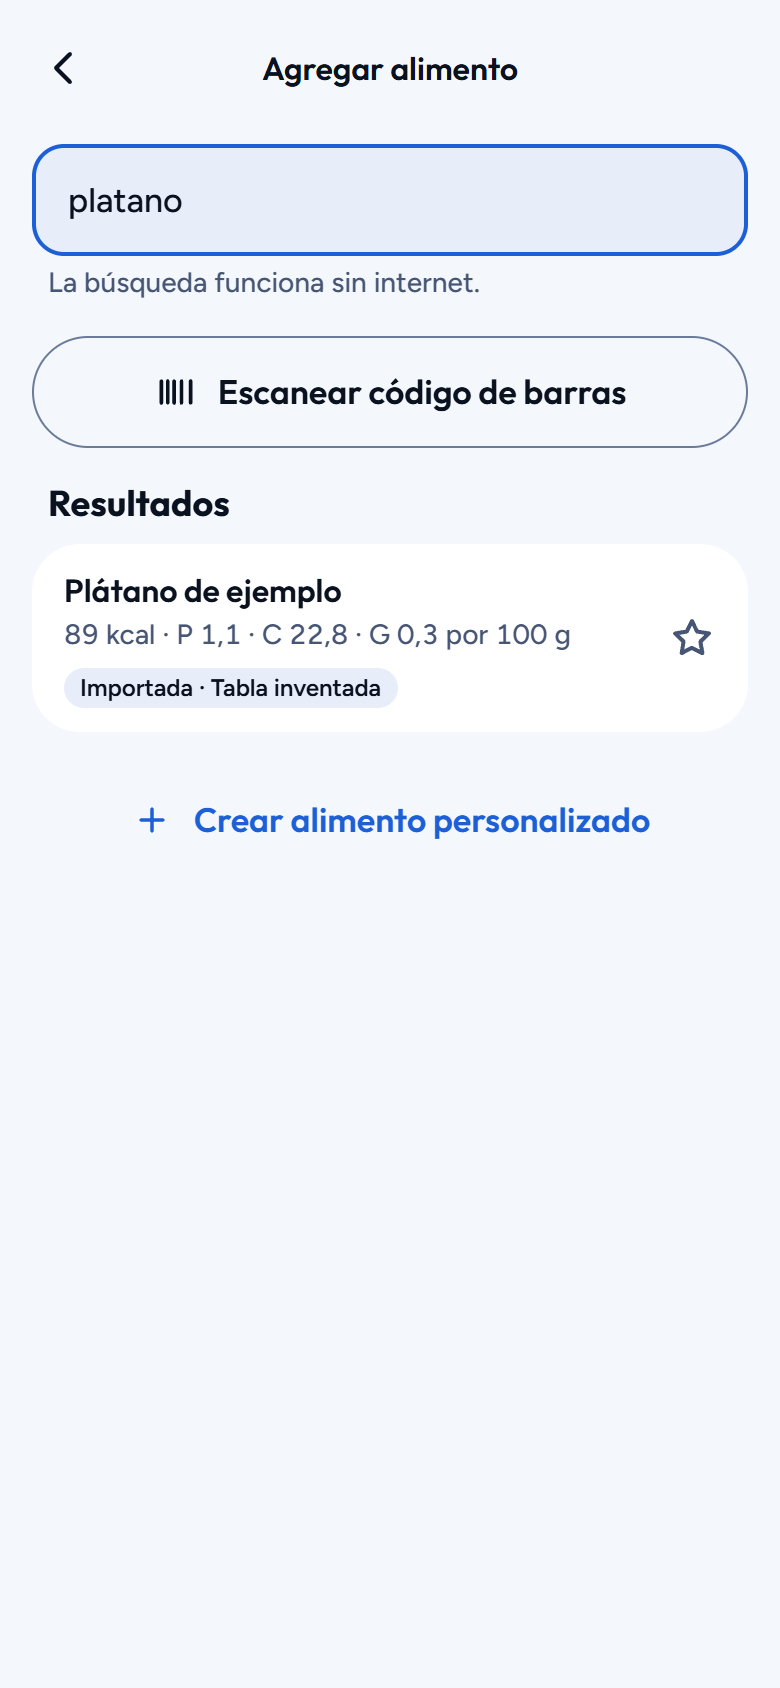 Agregar alimento
platano
La búsqueda funciona sin internet.
Escanear código de barras
Resultados
Plátano de ejemplo
89 kcal · P 1,1 · C 22,8 · G 0,3 por 100 g
Importada · Tabla inventada
Crear alimento personalizado